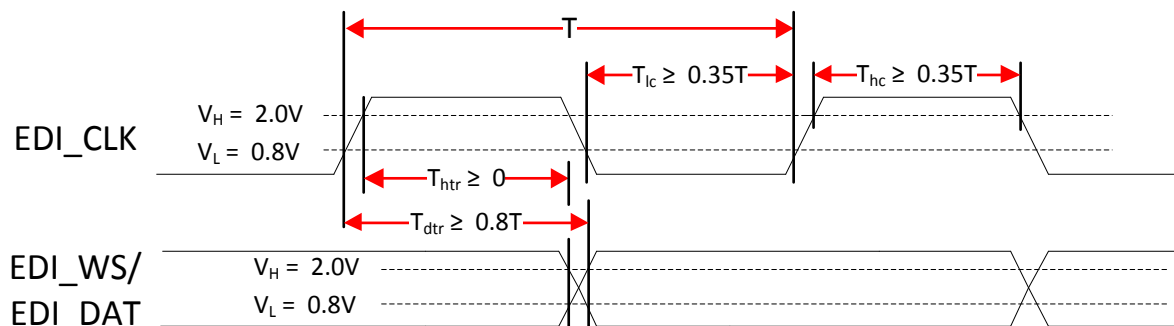 T
T_lc ≥ 0.35T
T_hc ≥ 0.35T
V_H = 2.0V
EDI_CLK
V_L = 0.8V
T_htr ≥ 0
T_dtr ≥ 0.8T
EDI_WS/
EDI_DAT
V_H = 2.0V
V_L = 0.8V